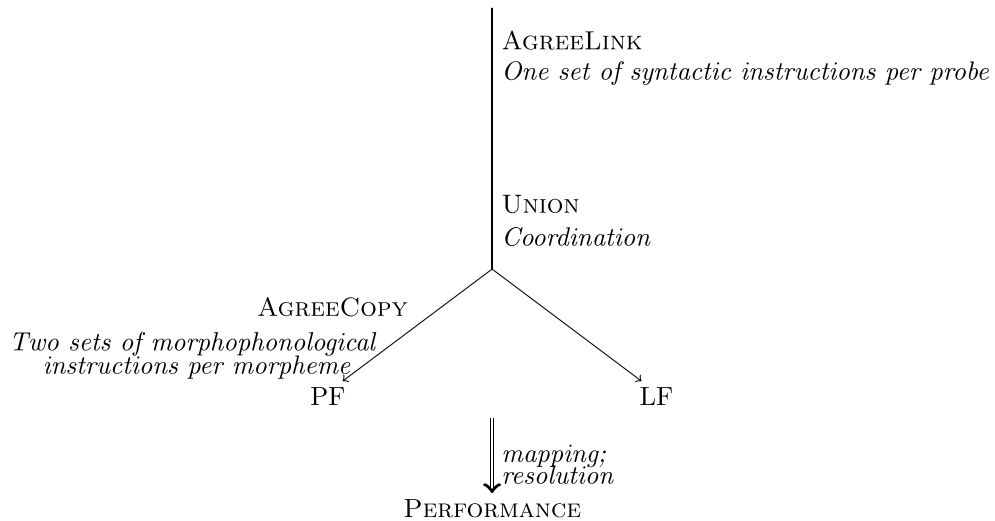 AGREELINK
One set of syntactic instructions per probe
UNION
Coordination
AGREECOPY
Two sets of morphophonological
instructions per morpheme
PF
LF
mapping;
resolution
PERFORMANCE